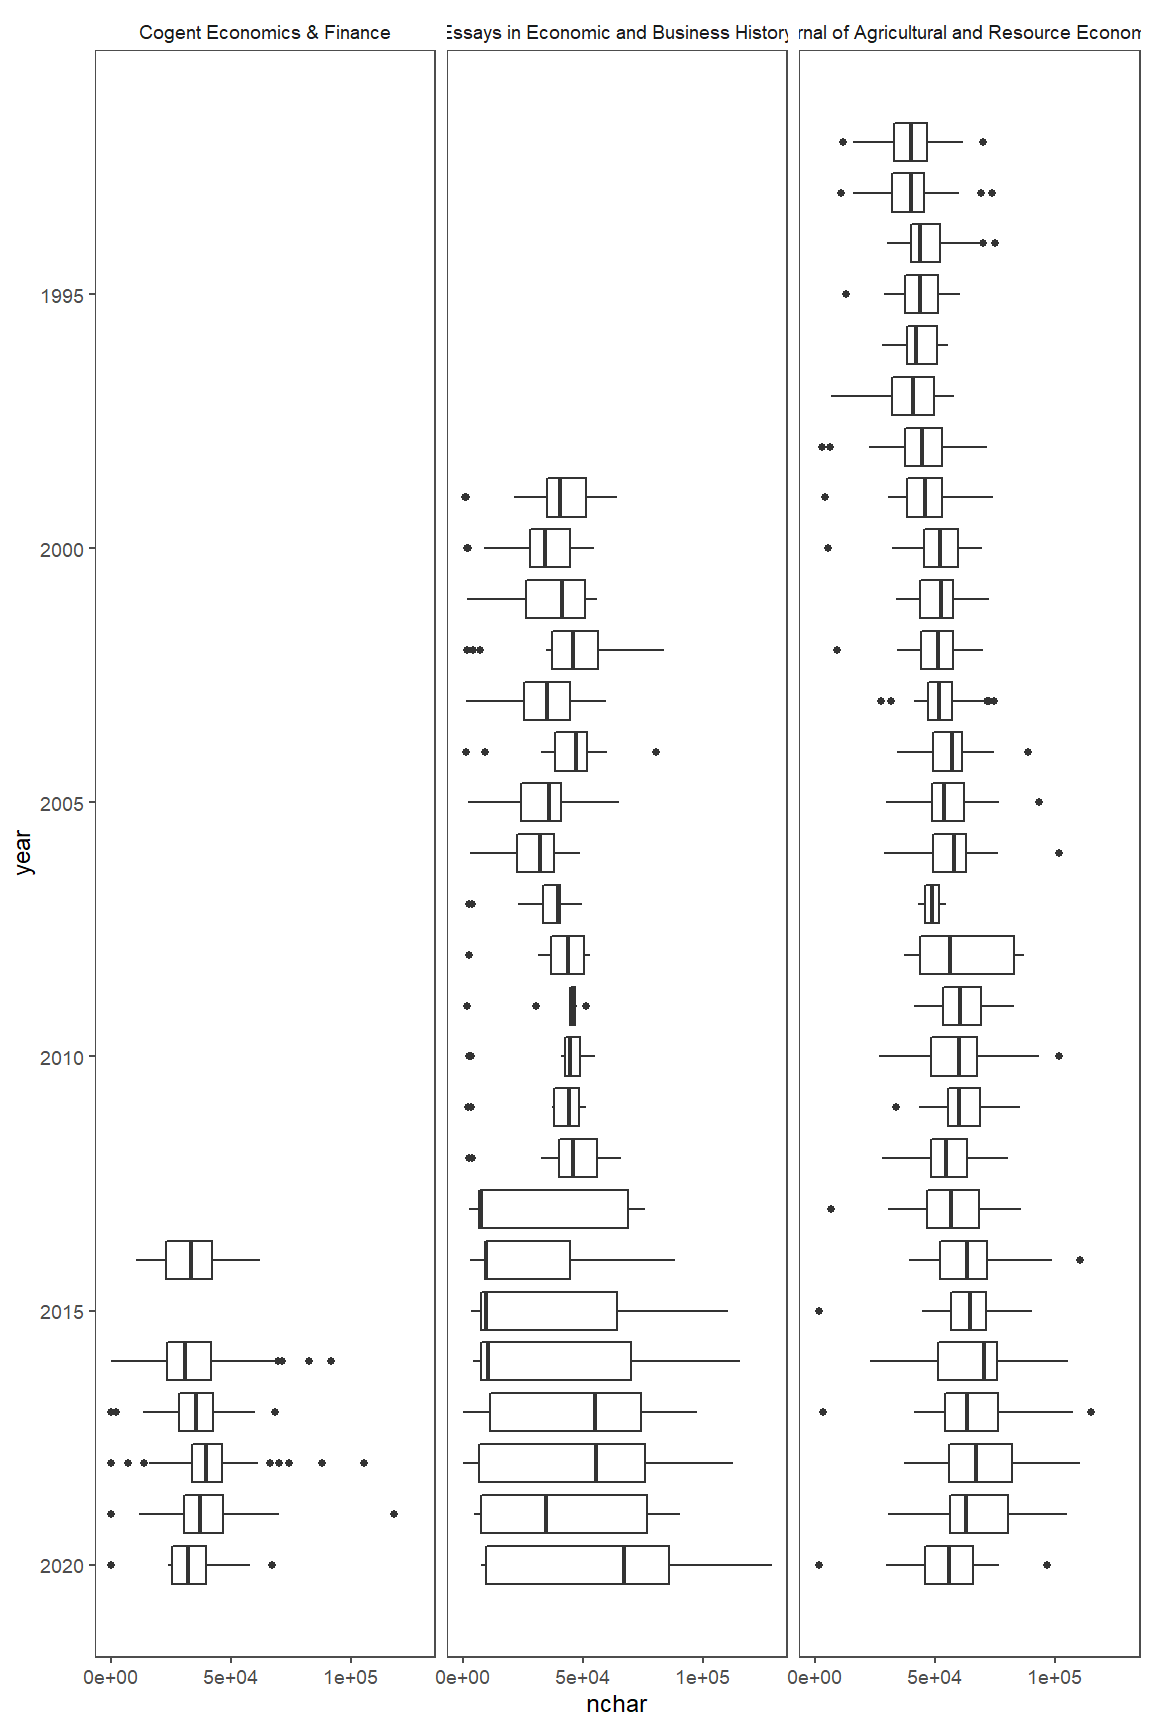 Cogent Economics & Finance
Essays in Economic and Business History
rnal of Agricultural and Resource Econom
1995
2000
2005
2010
2015
2020
year
0e+00 5e+04 1e+05
0e+00 5e+04 1e+05
0e+00 5e+04 1e+05
nchar